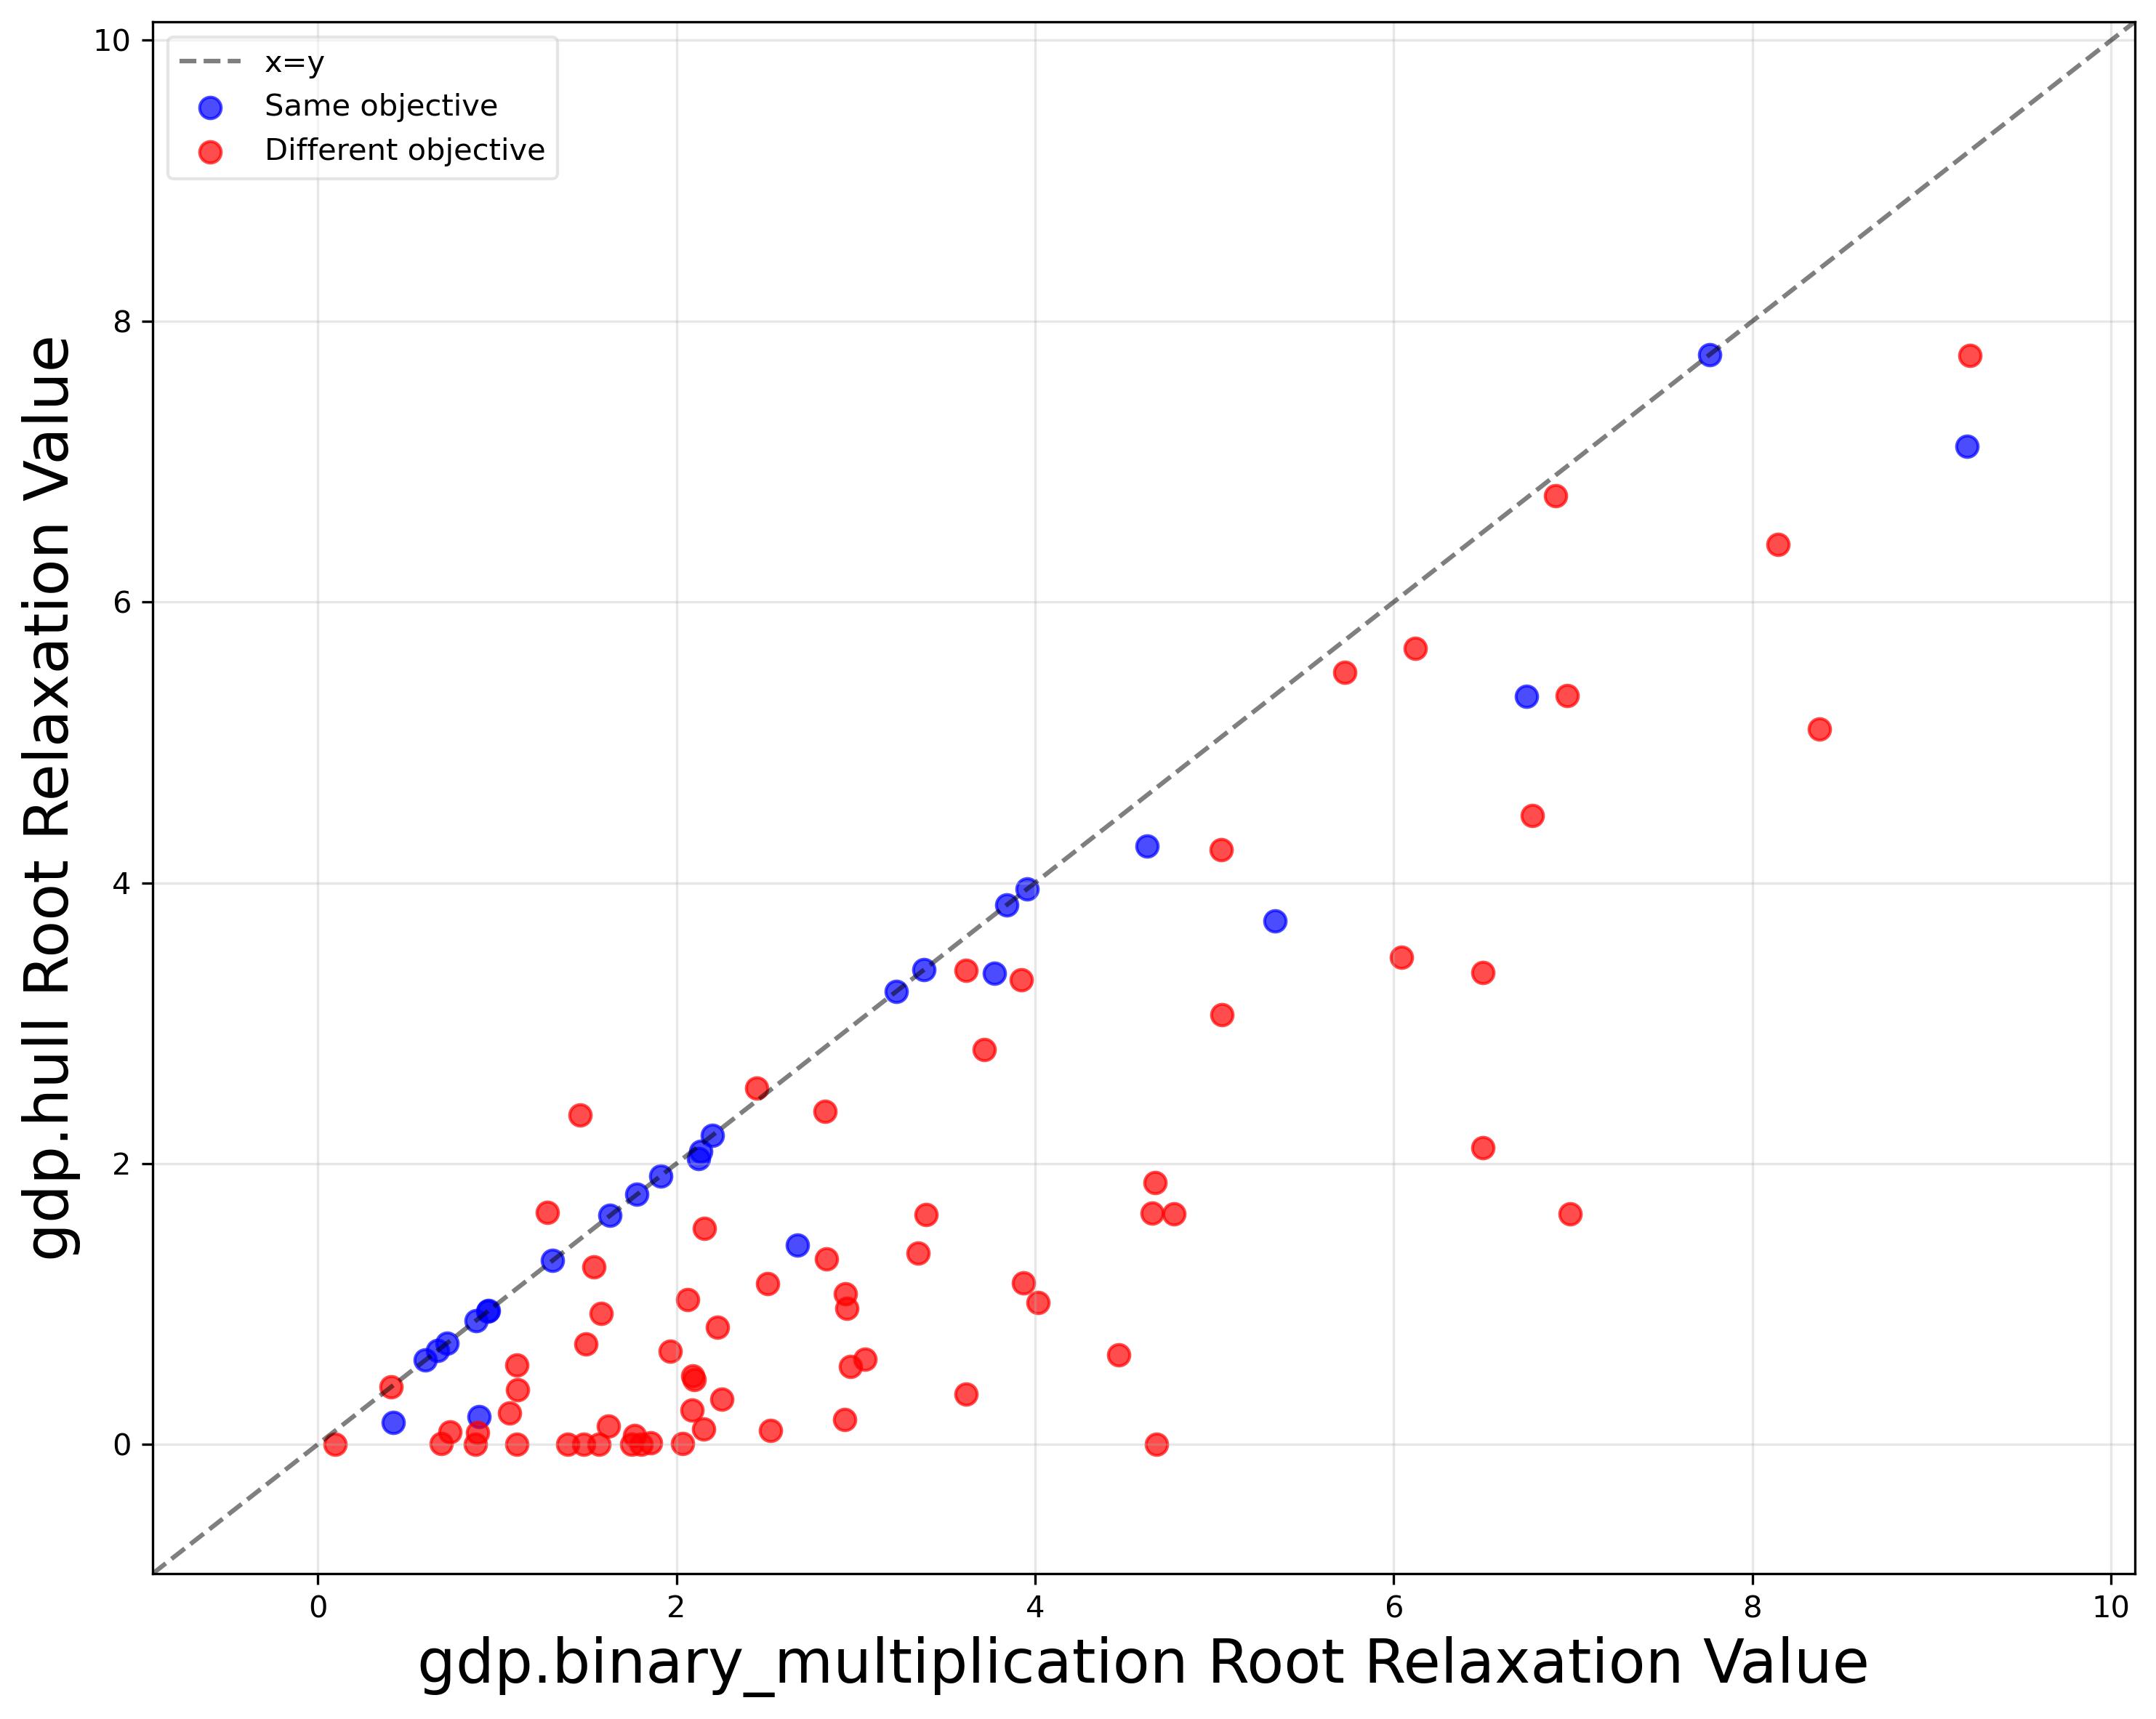 x=y
Same objective
Different objective
10
8
6
4
2
0
gdp.hull Root Relaxation Value
0
2
4
6
8
10
gdp.binary_multiplication Root Relaxation Value